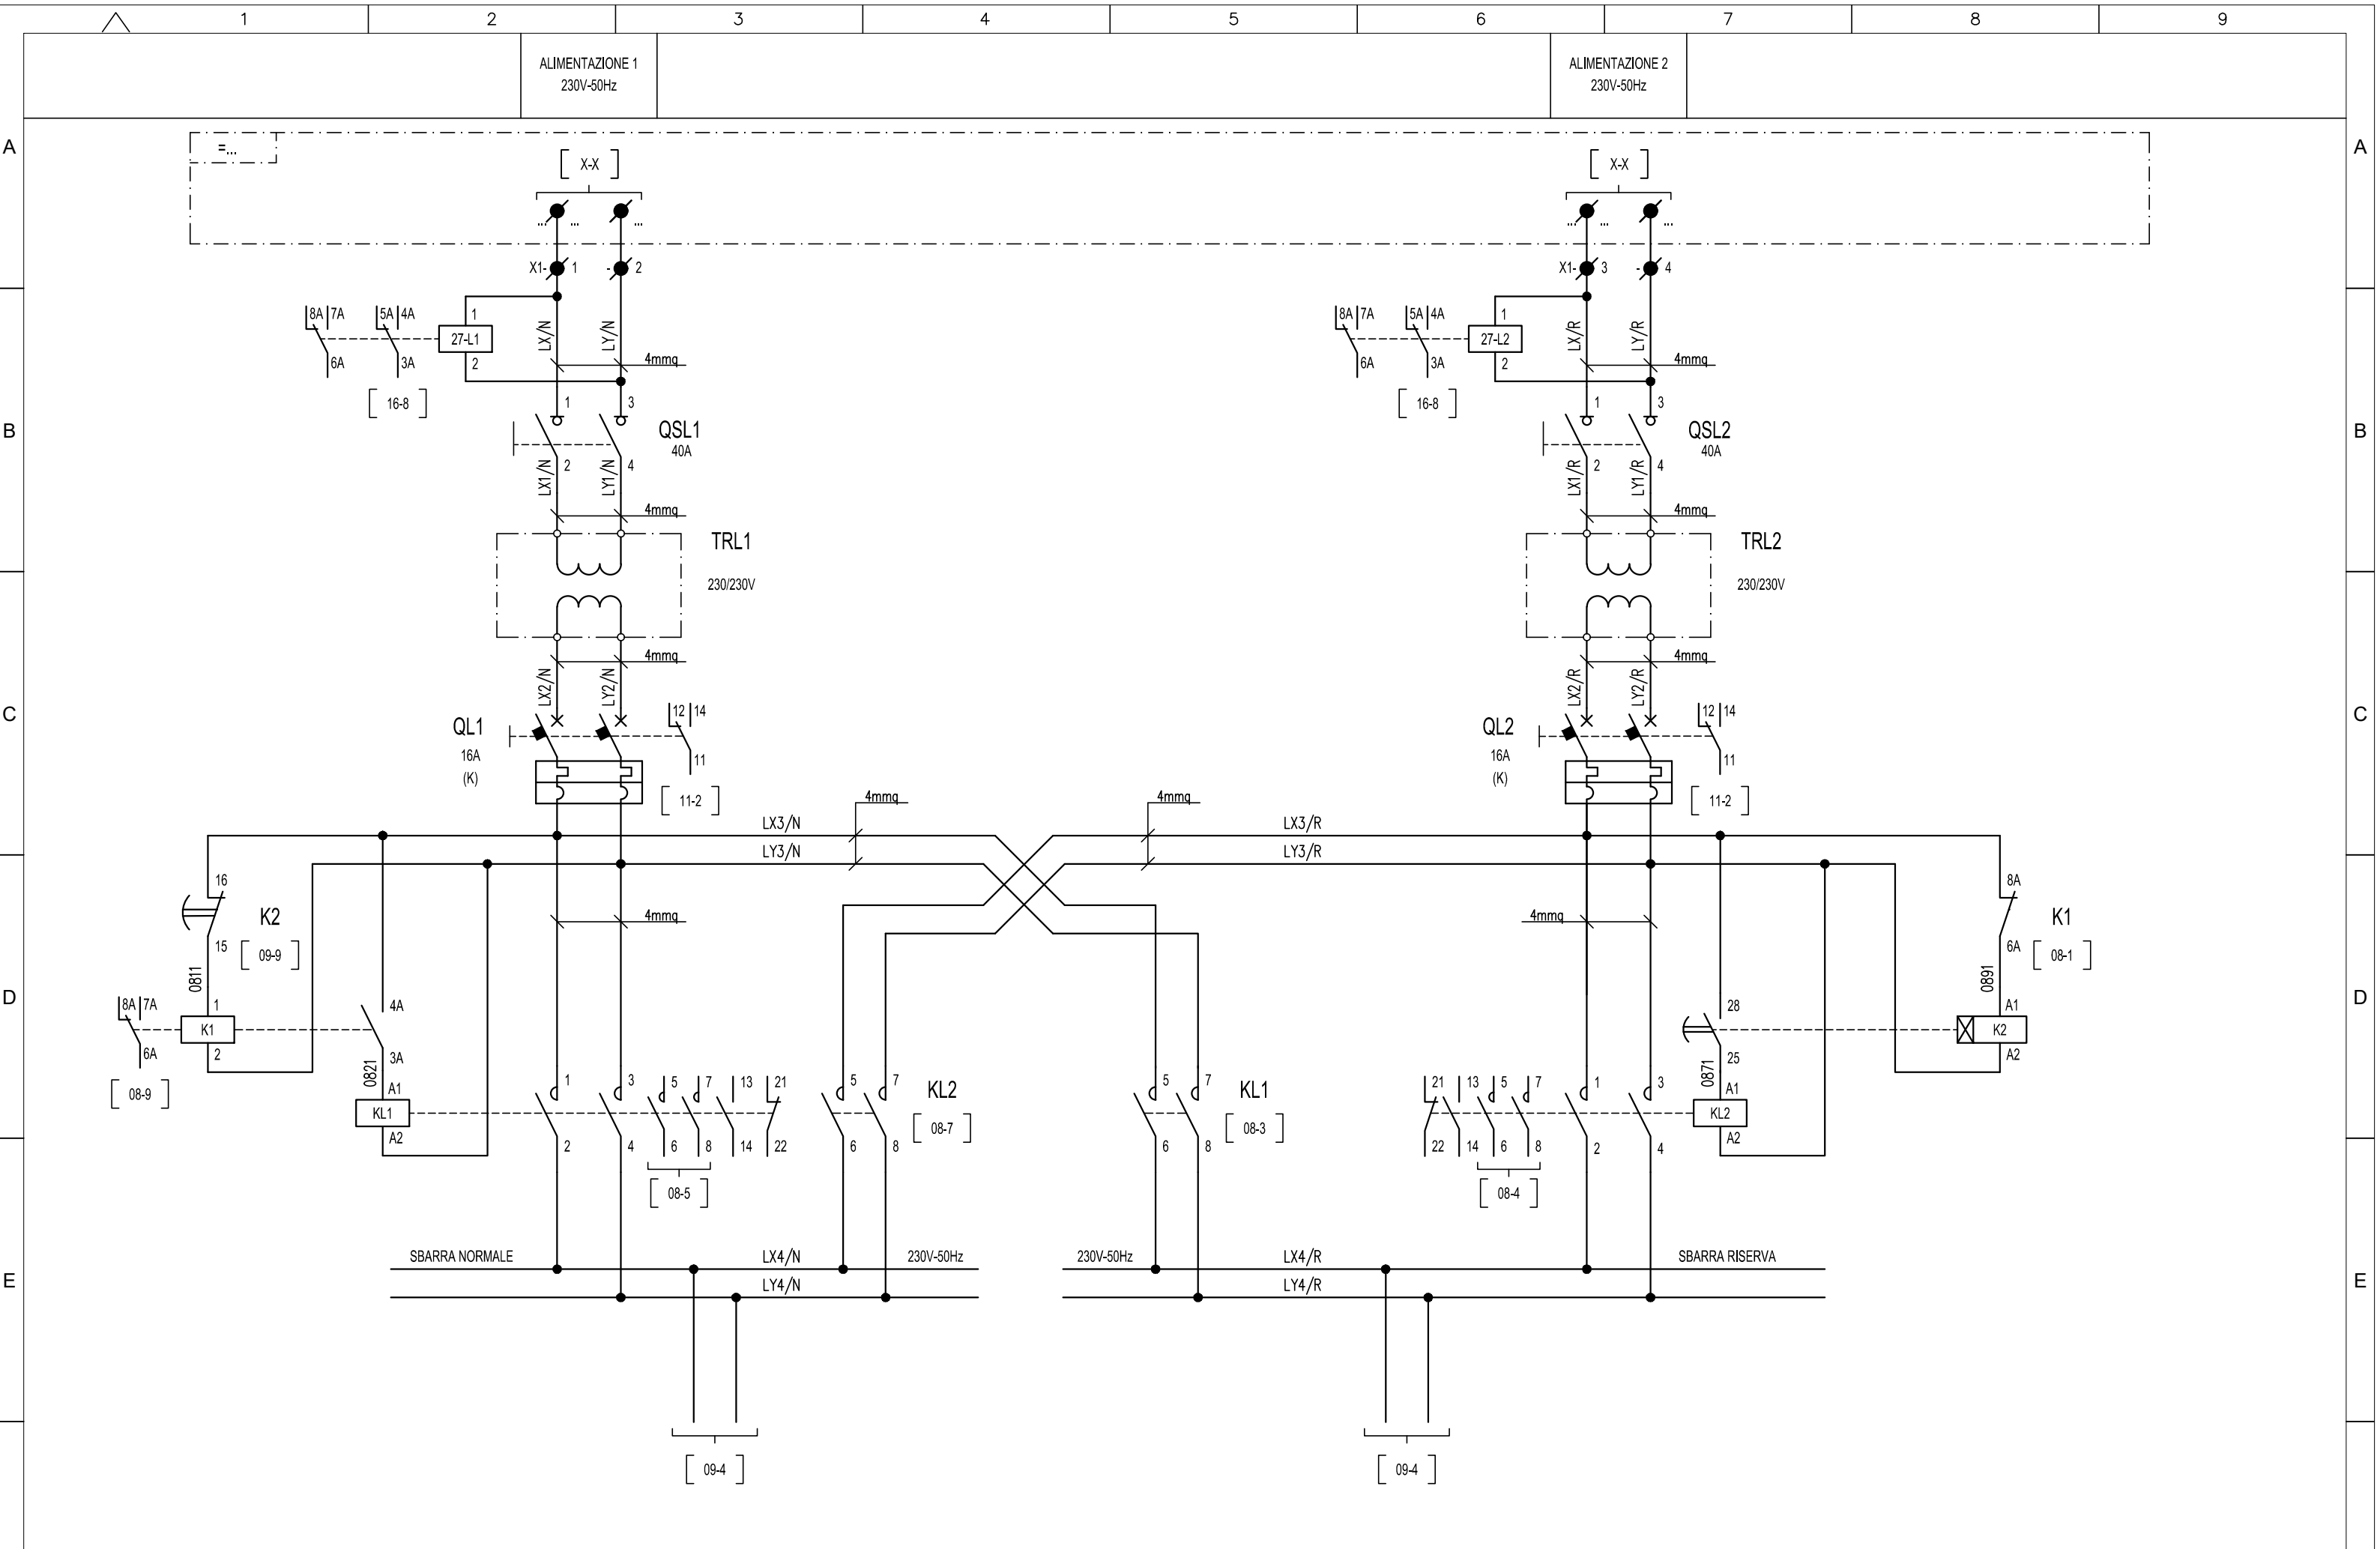 1 2 3 4 5 6 7 8 9
ALIMENTAZIONE 1 ALIMENTAZIONE 2
230V-50Hz 230V-50Hz
A =... X-X X-X A
... ... ... ... ... ...
X1- 1 - 2 X1- 3 - 4
8A 7A 5A 4A 1 LX/N LY/N 8A 7A 5A 4A 1 LX/R LY/R
27-L1 27-L2
6A 3A 2 4mmq 6A 3A 2 4mmq
16-8 1 3 16-8 1 3
B QSL1 QSL2 B
40A 40A
2 4 2 4
LX1/N LY1/N LX1/R LY1/R
4mmq 4mmq
TRL1 TRL2
230/230V 230/230V
4mmq 4mmq
LX2/N LY2/N LX2/R LY2/R
C 12 14 12 14 C
QL1 QL2
16A 11 16A 11
(K) (K)
11-2 11-2
4mmq 4mmq
LX3/N LX3/R
LY3/N LY3/R
16 8A
K2 4mmq 4mmq K1
15 09-9 6A 08-1
0811 0891
D 8A 7A 1 4A 28 A1 D
K1 K2
6A 2 3A 25 A2
0821 0871
08-9 A1 1 3 5 7 13 21 5 7 KL2 5 7 KL1 21 13 5 7 1 3 A1
KL1 08-7 08-3 KL2
A2 2 4 6 8 14 22 6 8 6 8 22 14 6 8 2 4 A2
08-5 08-4
SBARRA NORMALE LX4/N 230V-50Hz 230V-50Hz LX4/R SBARRA RISERVA
E LY4/N LY4/R E
09-4 09-4